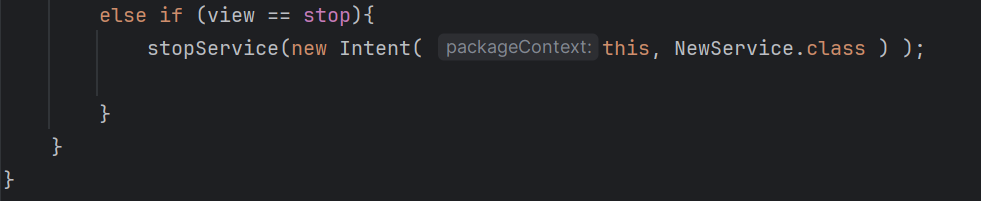 else if (view == stop){
stopService(new Intent( packageContext: this, NewService.class ) );
}
}
}